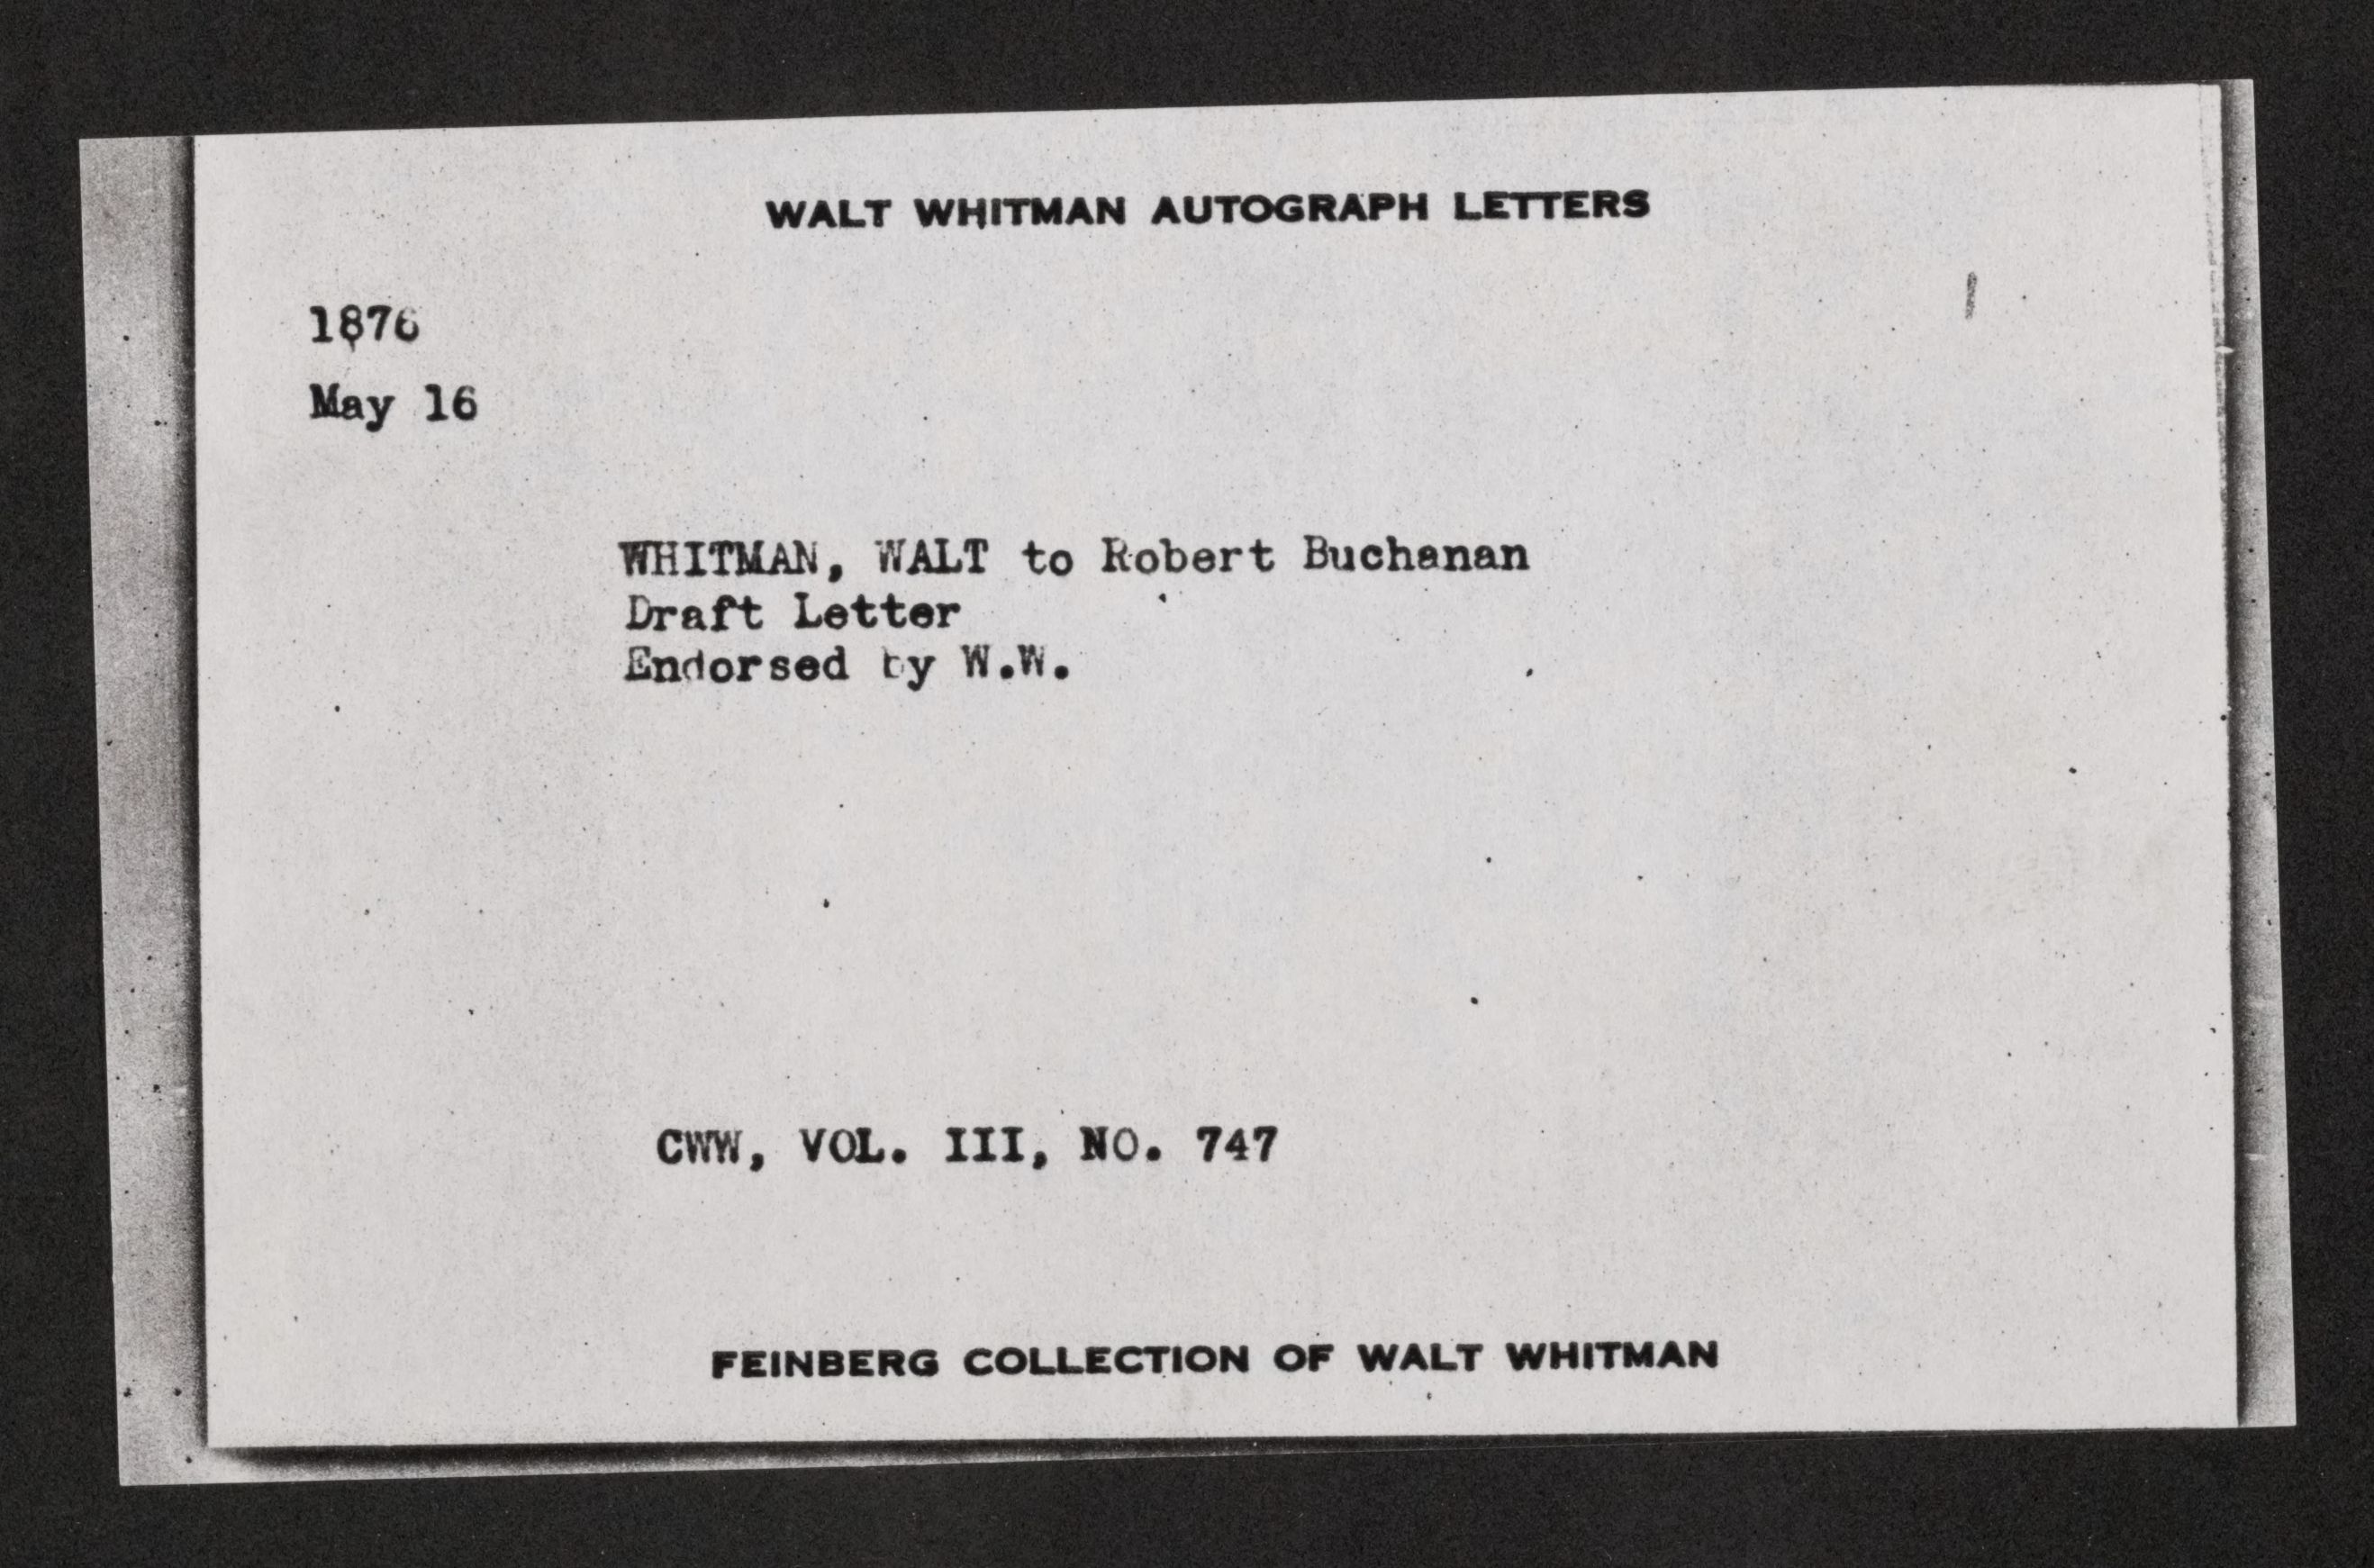 WALT WHITMAN AUTOGRAPH LETTERS
1876
May 16
WHITMAN, WALT to Robert Buchanan
Draft Letter
Endorsed by W.W.
CWW, VOL. III, NO. 747
FEINBERG COLLECTION OF WALT WHITMAN